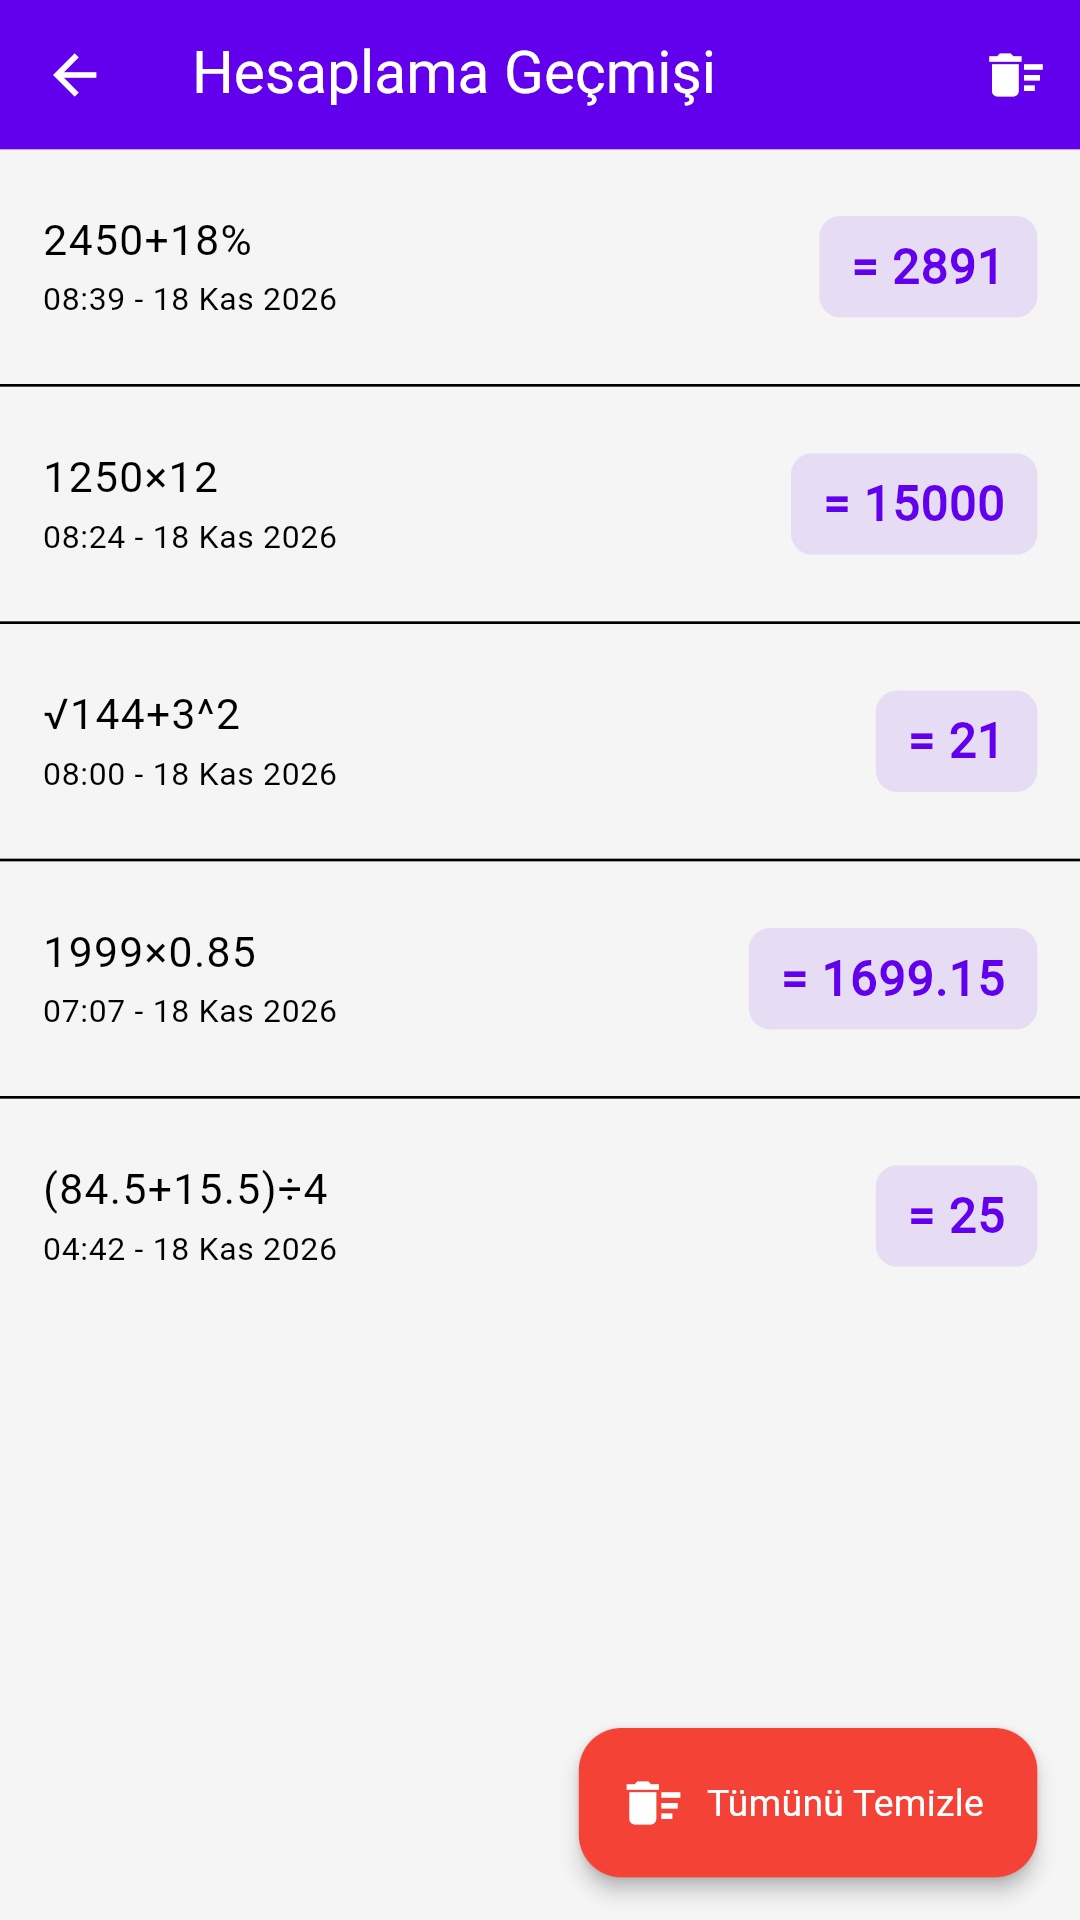 Hesaplama Geçmişi
2450+18%
08:39 - 18 Kas 2026
= 2891
1250×12
08:24 - 18 Kas 2026
= 15000
√144+3^2
08:00 - 18 Kas 2026
= 21
1999×0.85
07:07 - 18 Kas 2026
= 1699.15
(84.5+15.5)÷4
04:42 - 18 Kas 2026
= 25
Tümünü Temizle